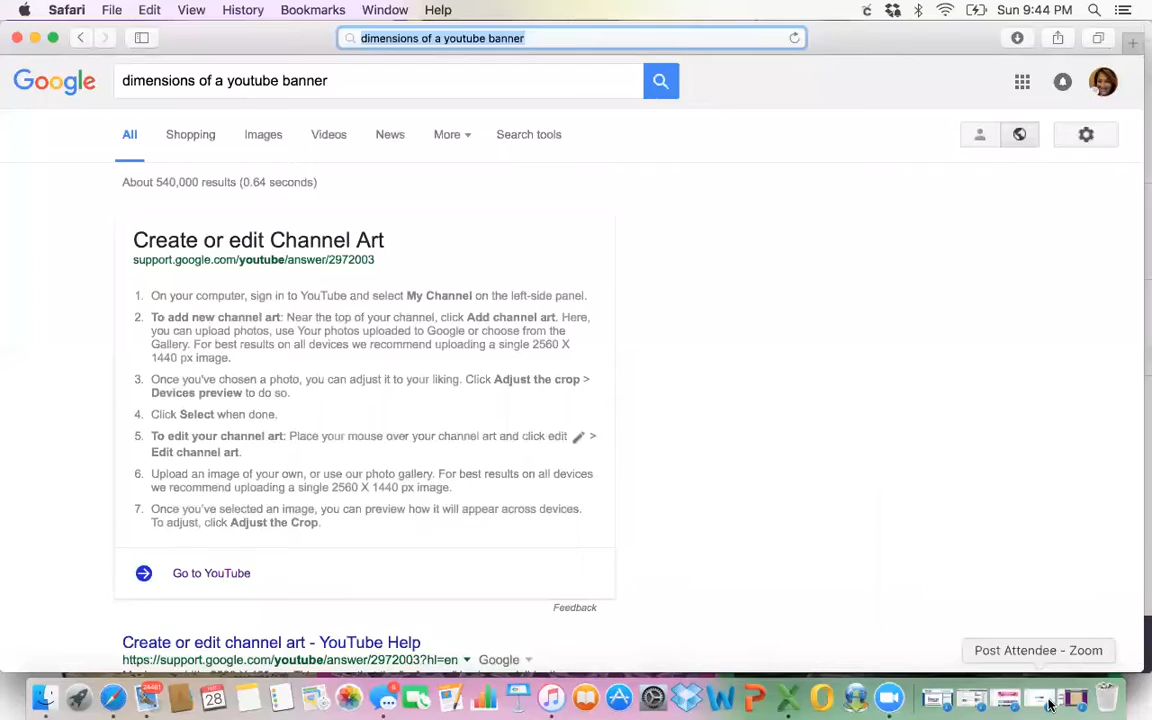 Safari File Edit View History Bookmarks Window Help Sun 9:44 PM
dimensions of a youtube banner
Google dimensions of a youtube banner
All Shopping Images Videos News More Search tools
About 540,000 results (0.64 seconds)
Create or edit Channel Art
support.google.com/youtube/answer/2972003
1. On your computer, sign in to YouTube and select My Channel on the left-side panel.
2. To add new channel art: Near the top of your channel, click Add channel art. Here,
you can upload photos, use Your photos uploaded to Google or choose from the
Gallery. For best results on all devices we recommend uploading a single 2560 X
1440 px image.
3. Once you've chosen a photo, you can adjust it to your liking. Click Adjust the crop >
Devices preview to do so.
4. Click Select when done.
5. To edit your channel art: Place your mouse over your channel art and click edit >
Edit channel art.
6. Upload an image of your own, or use our photo gallery. For best results on all devices
we recommend uploading a single 2560 X 1440 px image.
7. Once you've selected an image, you can preview how it will appear across devices.
To adjust, click Adjust the Crop.
Go to YouTube
Feedback
Create or edit channel art - YouTube Help
https://support.google.com/youtube/answer/2972003?hl=en Google
Post Attendee - Zoom
28